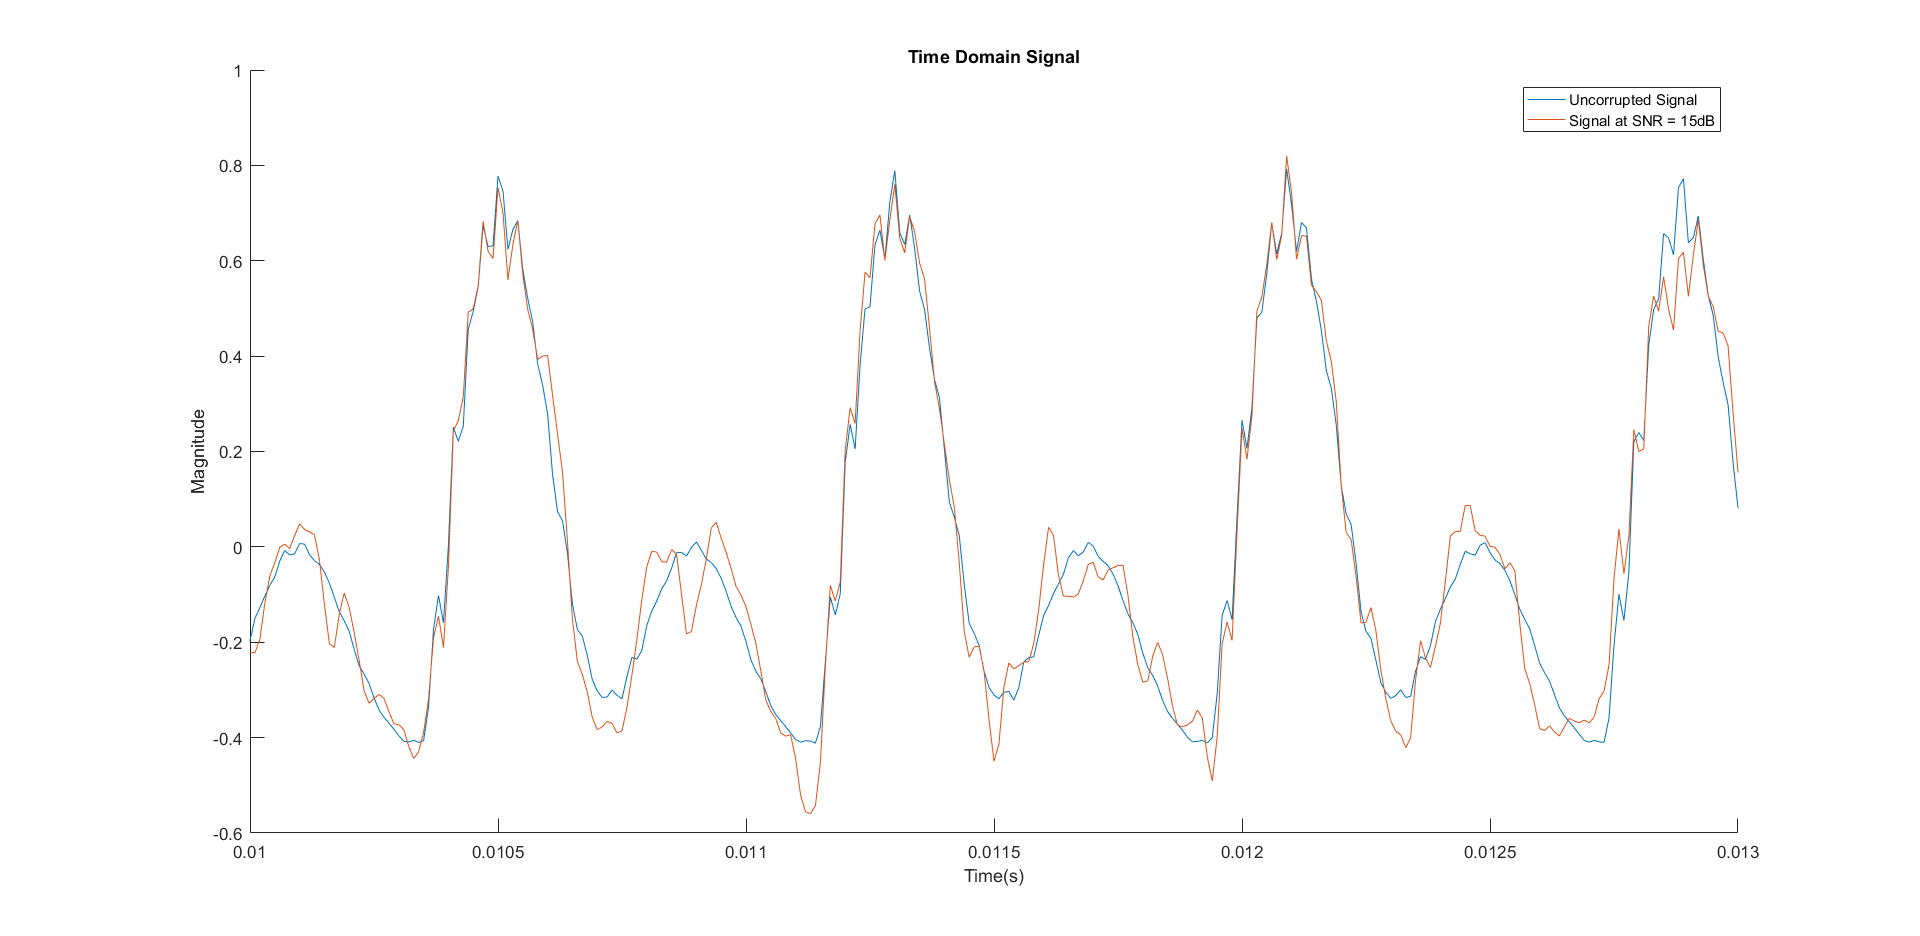 Time Domain Signal
1
Uncorrupted Signal
Signal at SNR = 15dB
0.8
0.6
0.4
0.2
0
-0.2
-0.4
-0.6
Magnitude
0.01 0.0105 0.011 0.0115 0.012 0.0125 0.013
Time(s)